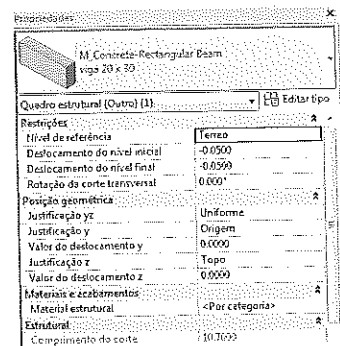 Propriedades
M_Concrete-Rectangular Beam
viga 20 x 30
Quadro estrutural (Outro) (1)
Editar tipo
Restrições
Nível de referência Terreo
Deslocamento do nível inicial -0.0500
Deslocamento do nível final -0.0500
Rotação da corte transversal 0.000°
Posição geométrica
Justificação yz Uniforme
Justificação y Origem
Valor do deslocamento y 0.0000
Justificação z Topo
Valor do deslocamento z 0.0000
Materiais e acabamentos
Material estrutural <Por categoria>
Estrutural
Comprimento do corte 10.7600